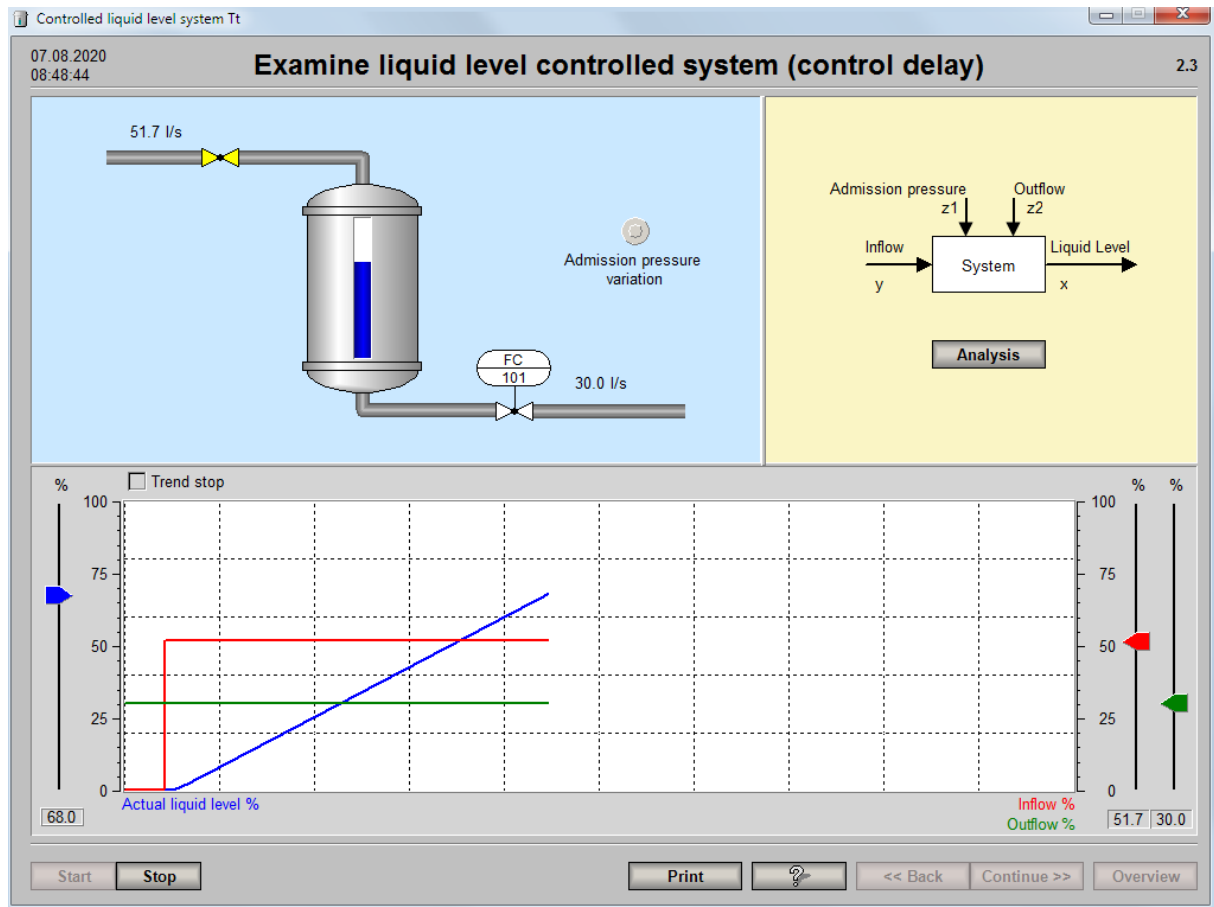 Controlled liquid level system Tt
07.08.2020
08:48:44
Examine liquid level controlled system (control delay)
2.3
51.7 l/s
Admission pressure
variation
FC
101
30.0 l/s
Admission pressure
z1
Outflow
z2
Inflow
y
System
Liquid Level
x
Analysis
%
Trend stop
% %
100
75
50
25
0
100
75
50
25
0
Actual liquid level %
Inflow %
Outflow %
68.0
51.7 30.0
Start
Stop
Print
?
<< Back
Continue >>
Overview